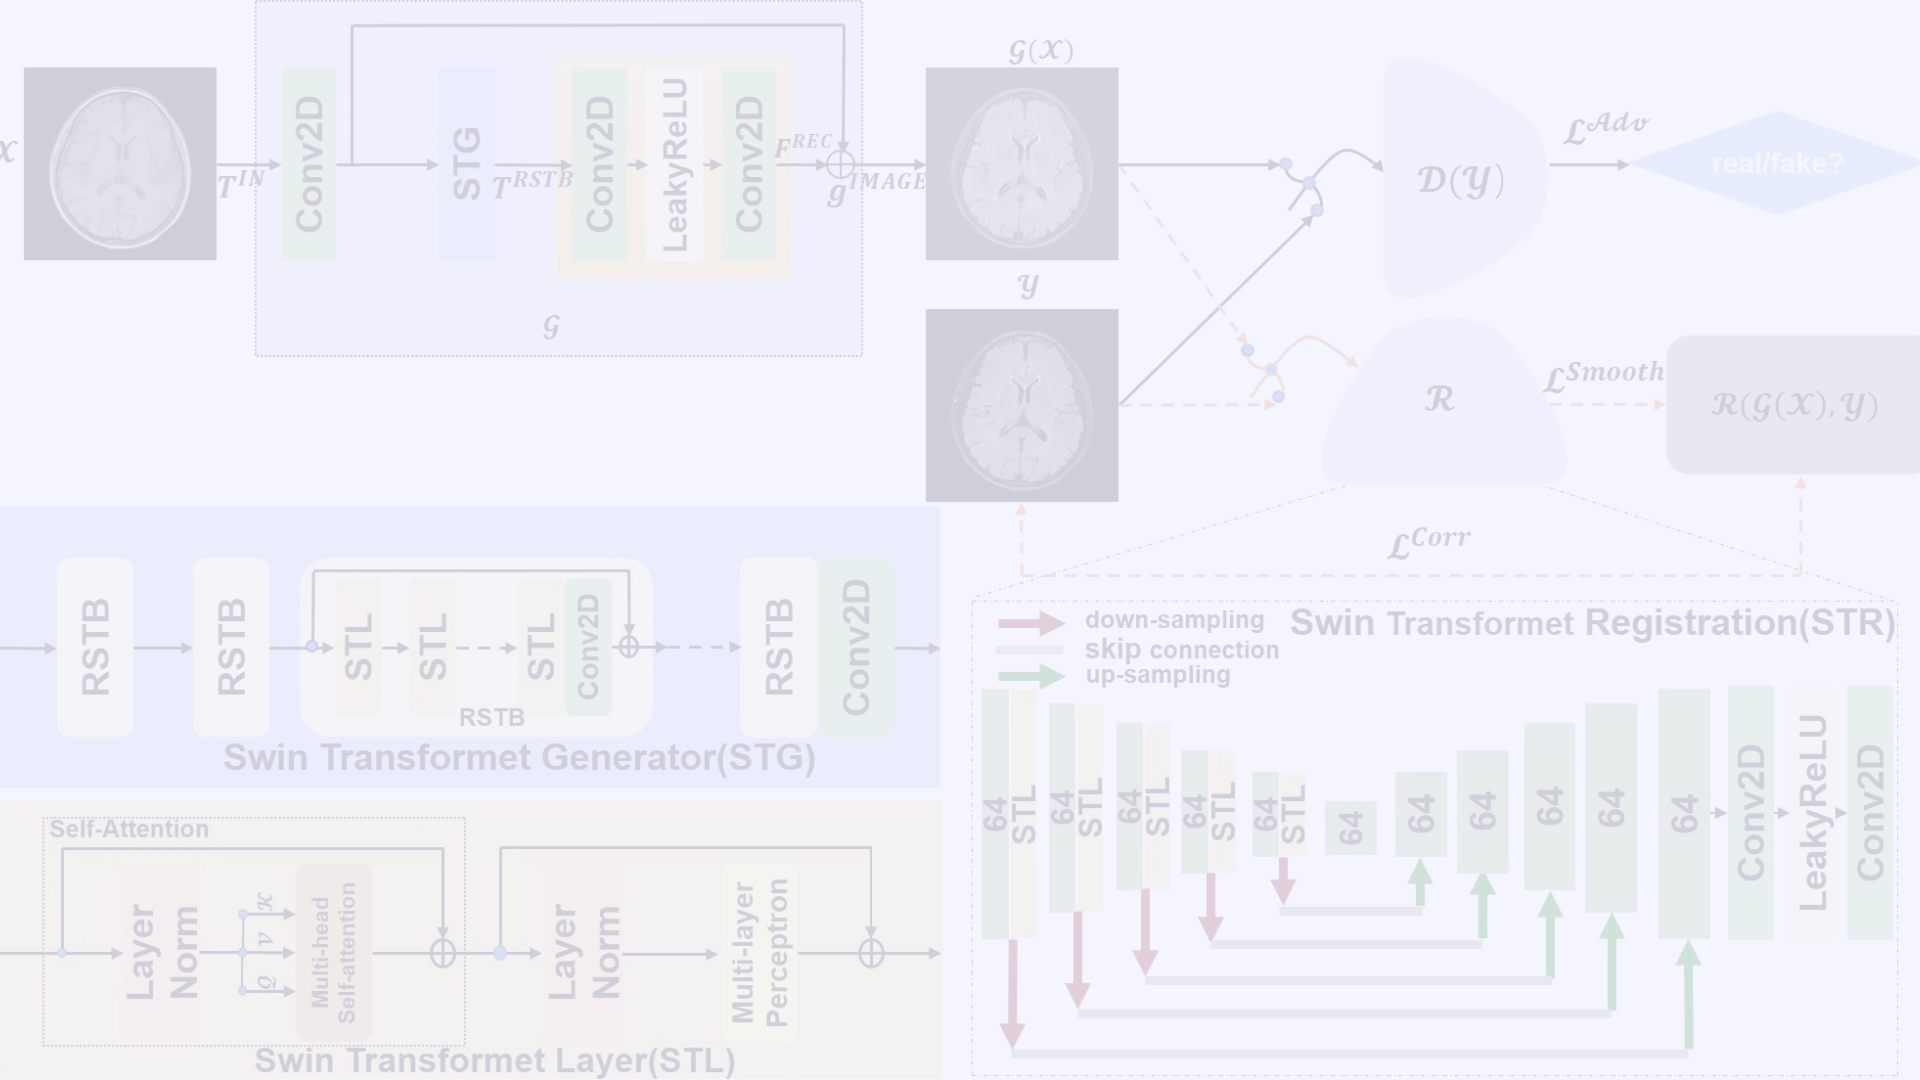 𝒳
T^{IN}
Conv2D
STG
T^{RSTB}
Conv2D
LeakyReLU
Conv2D
F^{REC}
g^{IMAGE}
𝒢
𝒢(𝒳)
𝒴
𝒟(𝒴)
ℒ^{Adv}
real/fake?
ℛ
ℒ^{Smooth}
ℛ(𝒢(𝒳),𝒴)
ℒ^{Corr}
RSTB
RSTB
STL
STL
STL
Conv2D
RSTB
RSTB
Conv2D
Swin Transformet Generator(STG)
Self-Attention
Layer
Norm
𝒦
𝒱
𝒬
Multi-head
Self-attention
Layer
Norm
Multi-layer
Perceptron
Swin Transformet Layer(STL)
down-sampling
skip connection
up-sampling
Swin Transformet Registration(STR)
64
STL
64
STL
64
STL
64
STL
64
STL
64
64
64
64
64
64
Conv2D
LeakyReLU
Conv2D